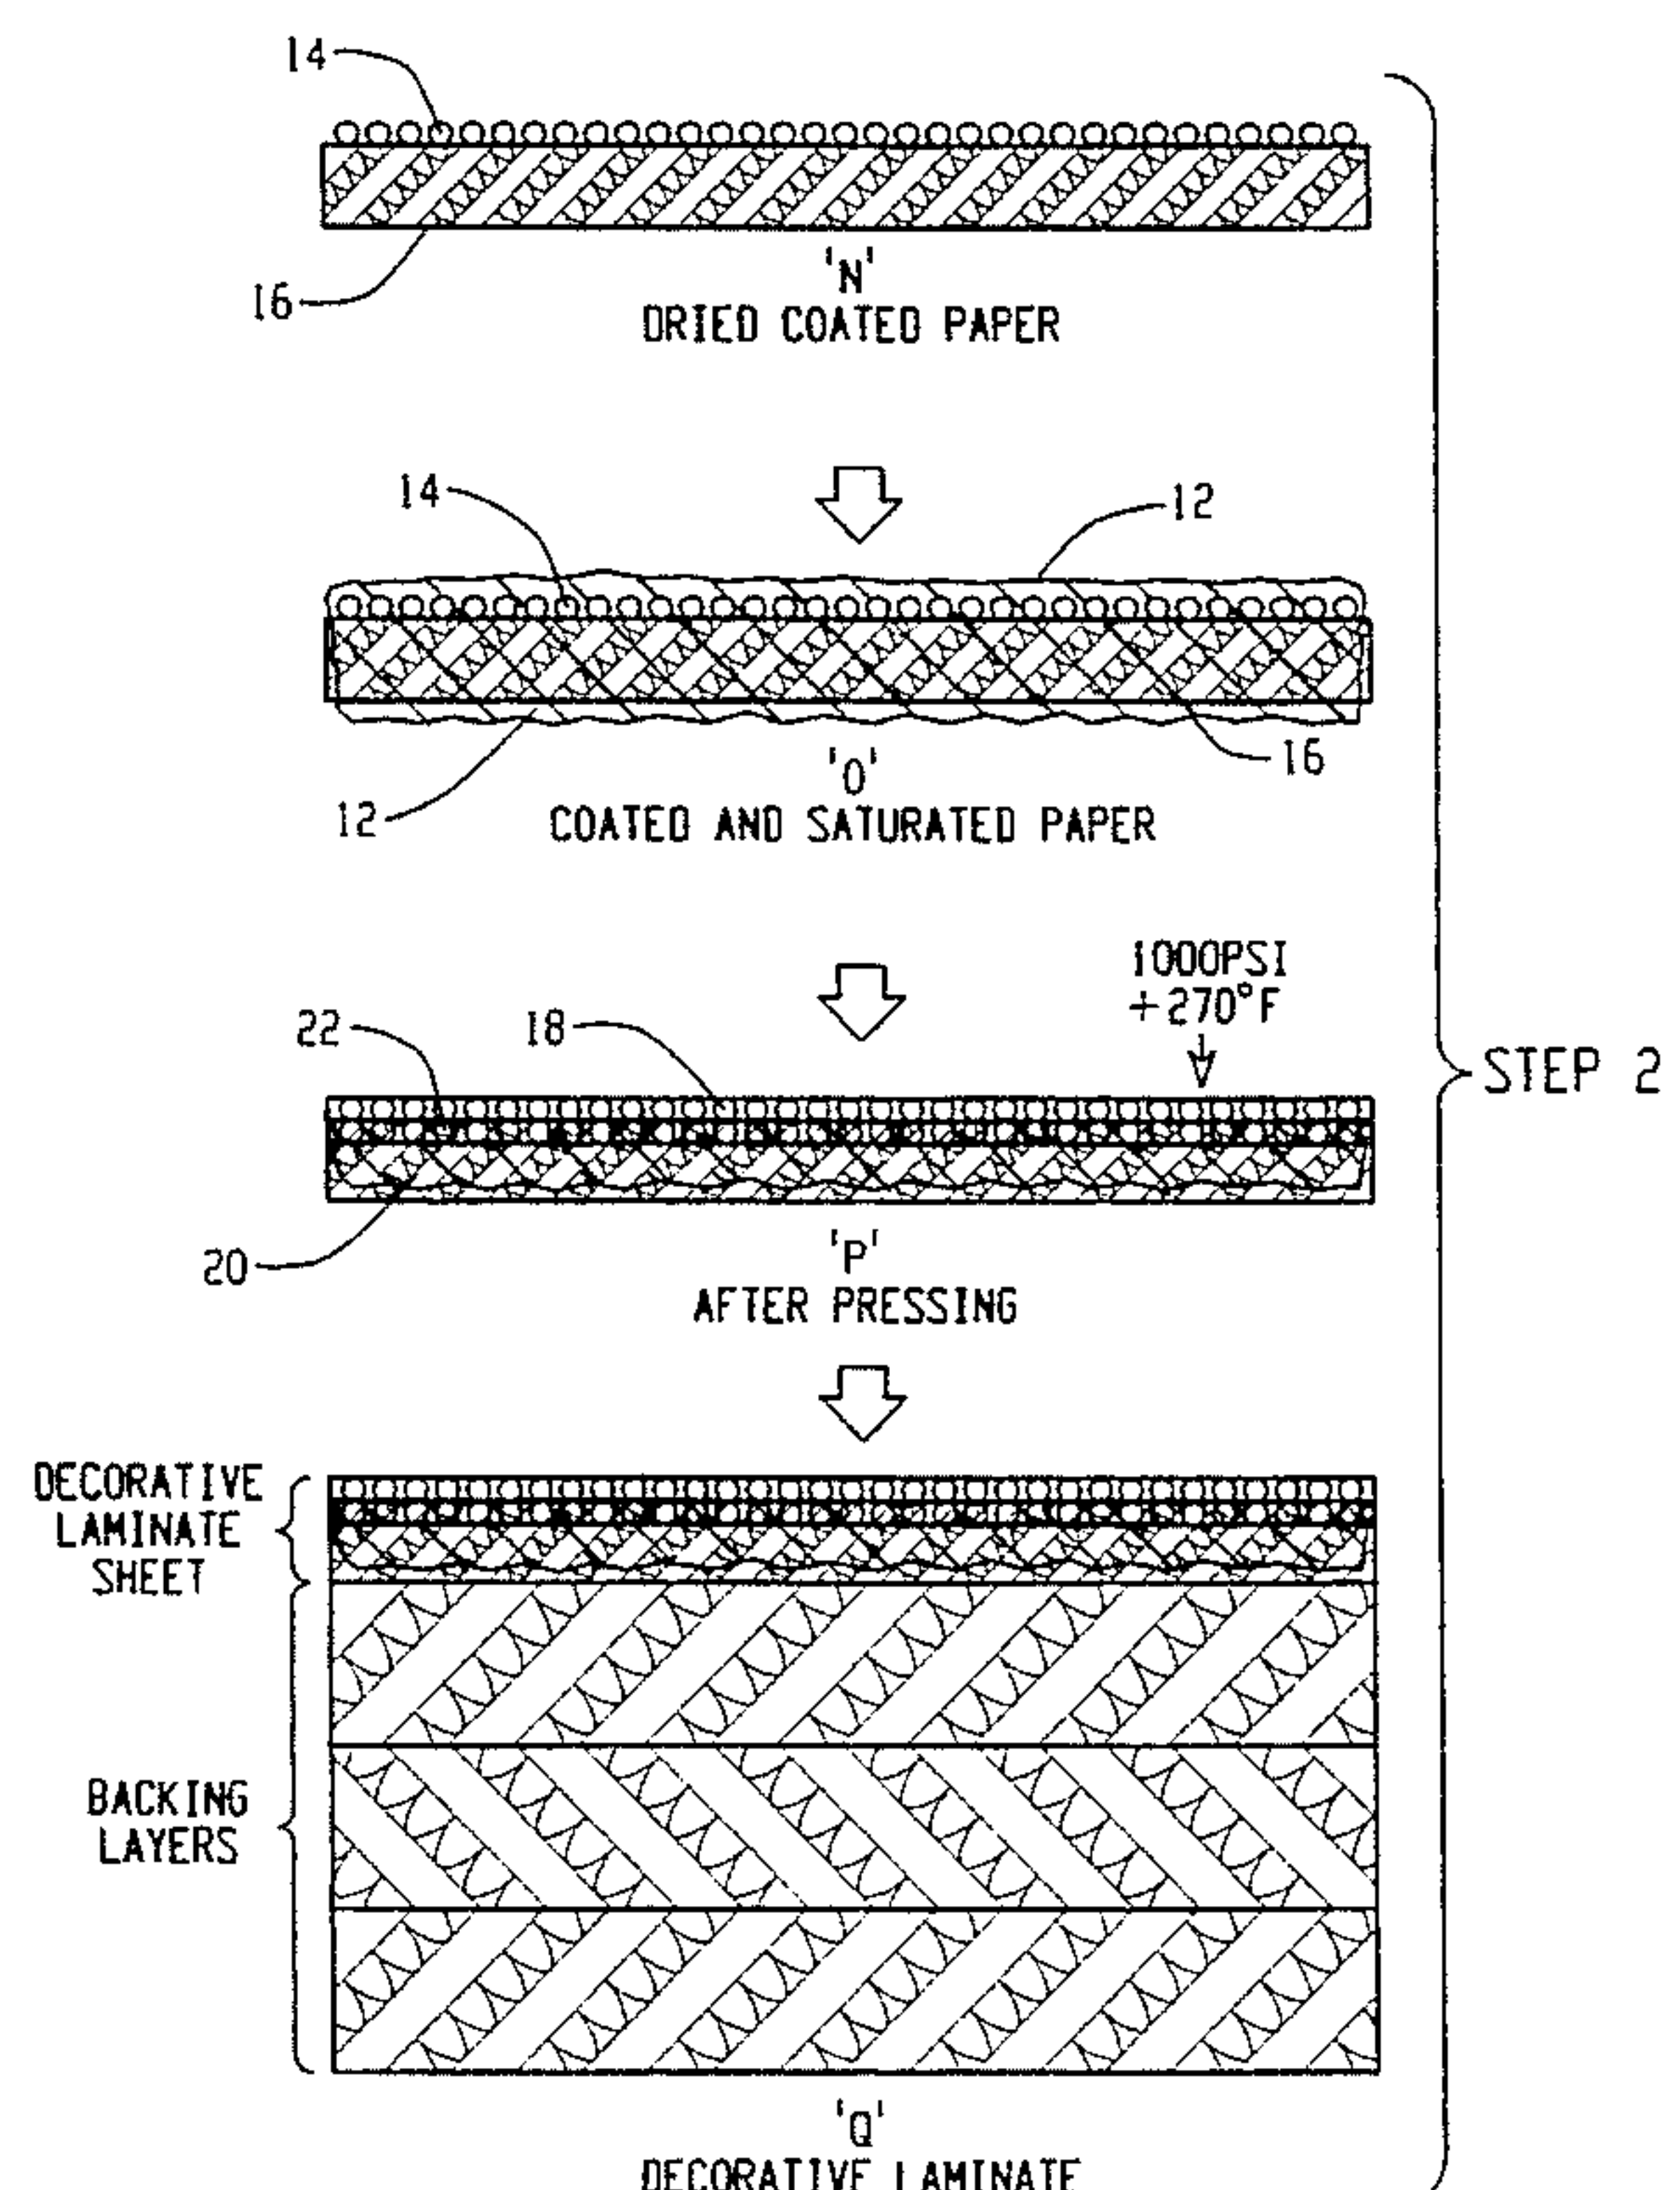 14
16
'N'
DRIED COATED PAPER
14
12
12
16
'O'
COATED AND SATURATED PAPER
1000PSI
+270°F
22
18
20
'P'
AFTER PRESSING
STEP 2
DECORATIVE
LAMINATE
SHEET
BACKING
LAYERS
'Q'
DECORATIVE LAMINATE